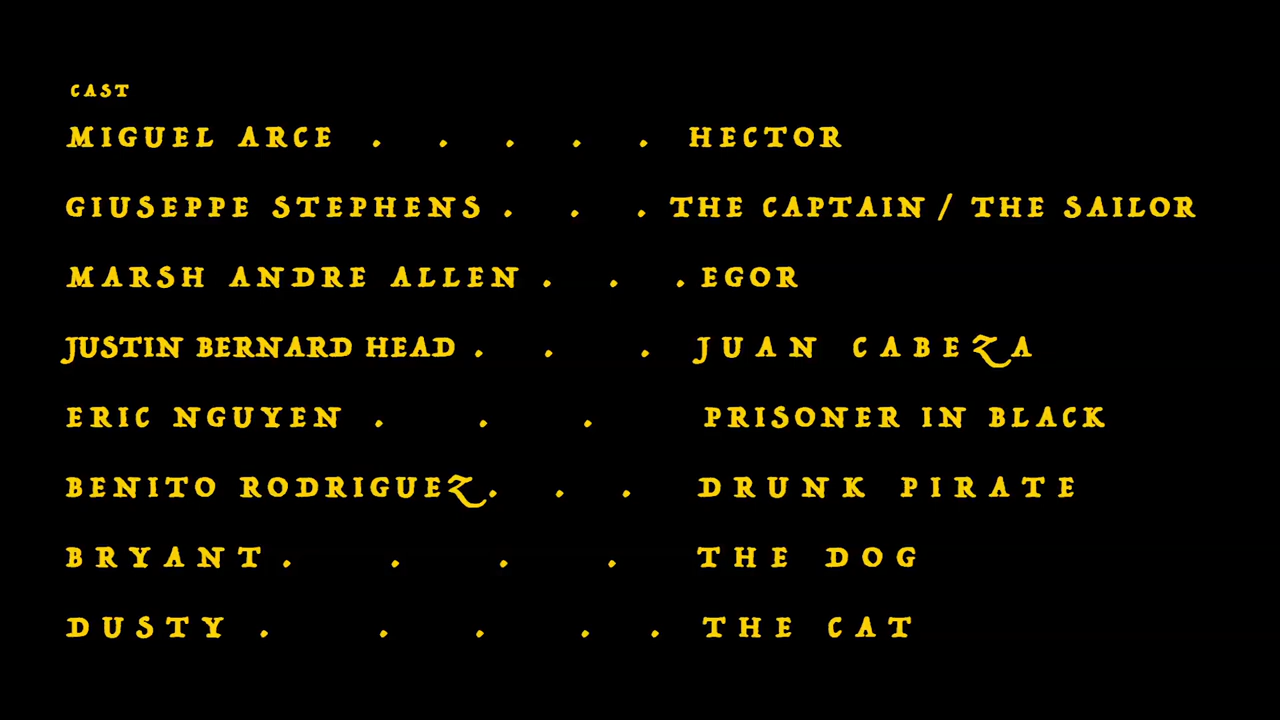 CAST
MIGUEL ARCE . . . . . HECTOR
GIUSEPPE STEPHENS . . . THE CAPTAIN / THE SAILOR
MARSH ANDRE ALLEN . . . EGOR
JUSTIN BERNARD HEAD . . . JUAN CABEZA
ERIC NGUYEN . . . PRISONER IN BLACK
BENITO RODRIGUEZ . . . DRUNK PIRATE
BRYANT . . . . THE DOG
DUSTY . . . . . THE CAT